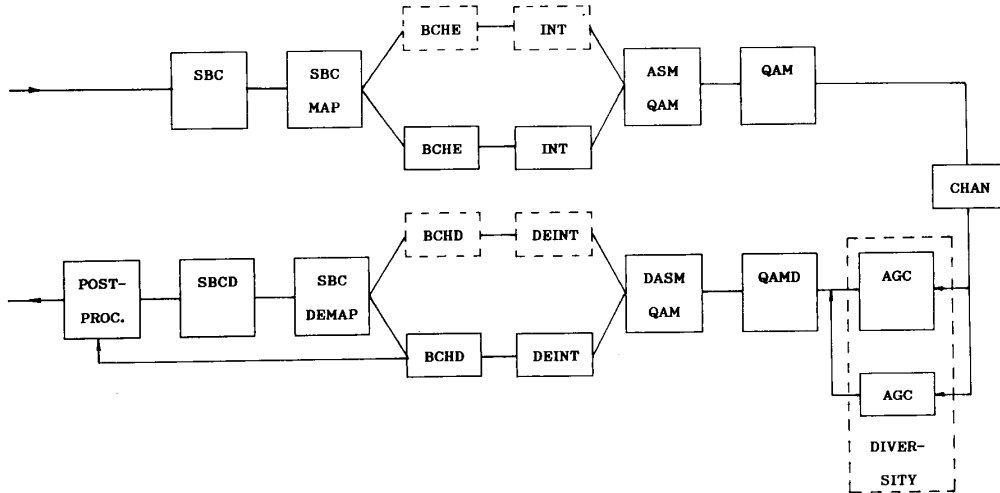 BCHE
INT
SBC
SBC
MAP
ASM
QAM
QAM
BCHE
INT
CHAN
BCHD
DEINT
POST-
PROC.
SBCD
SBC
DEMAP
DASM
QAM
QAMD
AGC
BCHD
DEINT
AGC
DIVER-
SITY